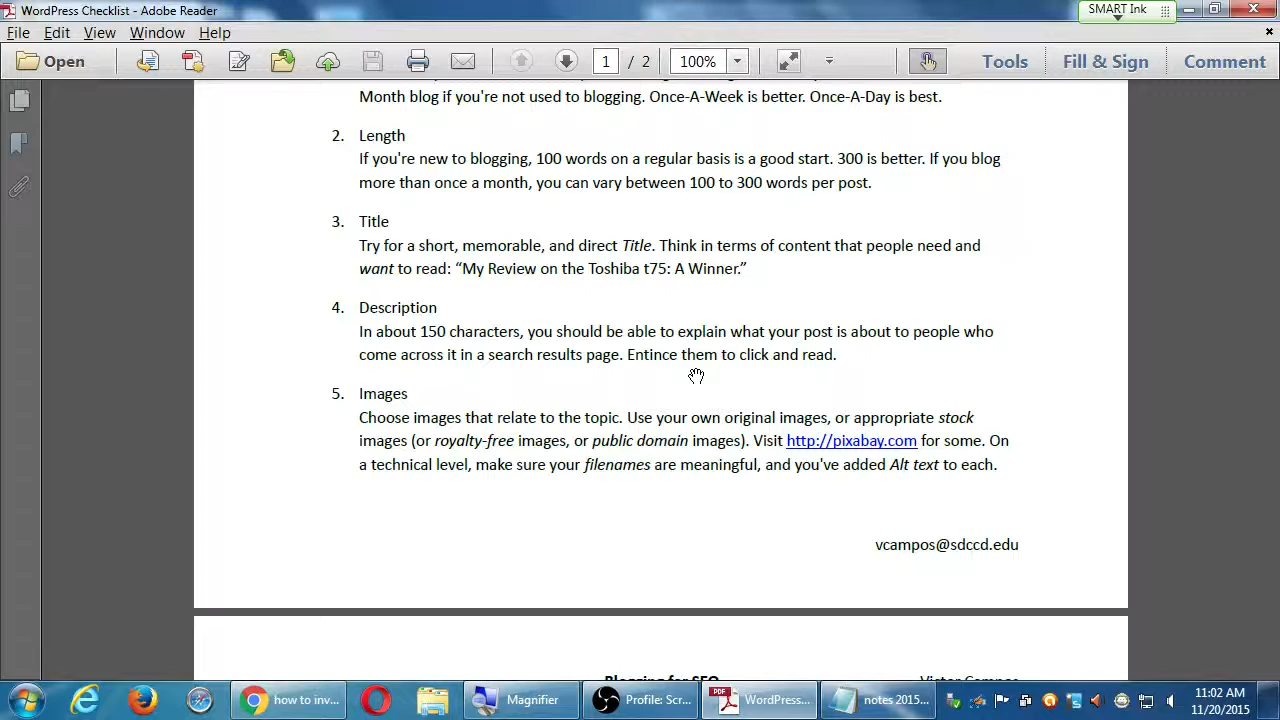 WordPress Checklist - Adobe Reader
SMART Ink
File Edit View Window Help
Open 1 / 2 100% Tools Fill & Sign Comment
Month blog if you're not used to blogging. Once-A-Week is better. Once-A-Day is best.
2. Length
If you're new to blogging, 100 words on a regular basis is a good start. 300 is better. If you blog
more than once a month, you can vary between 100 to 300 words per post.
3. Title
Try for a short, memorable, and direct Title. Think in terms of content that people need and
want to read: “My Review on the Toshiba t75: A Winner.”
4. Description
In about 150 characters, you should be able to explain what your post is about to people who
come across it in a search results page. Entince them to click and read.
5. Images
Choose images that relate to the topic. Use your own original images, or appropriate stock
images (or royalty-free images, or public domain images). Visit http://pixabay.com for some. On
a technical level, make sure your filenames are meaningful, and you've added Alt text to each.
vcampos@sdccd.edu
Blogging for SEO Victor Campos
how to inv... Magnifier Profile: Scr... PDF WordPress... notes 2015...
11:02 AM
11/20/2015